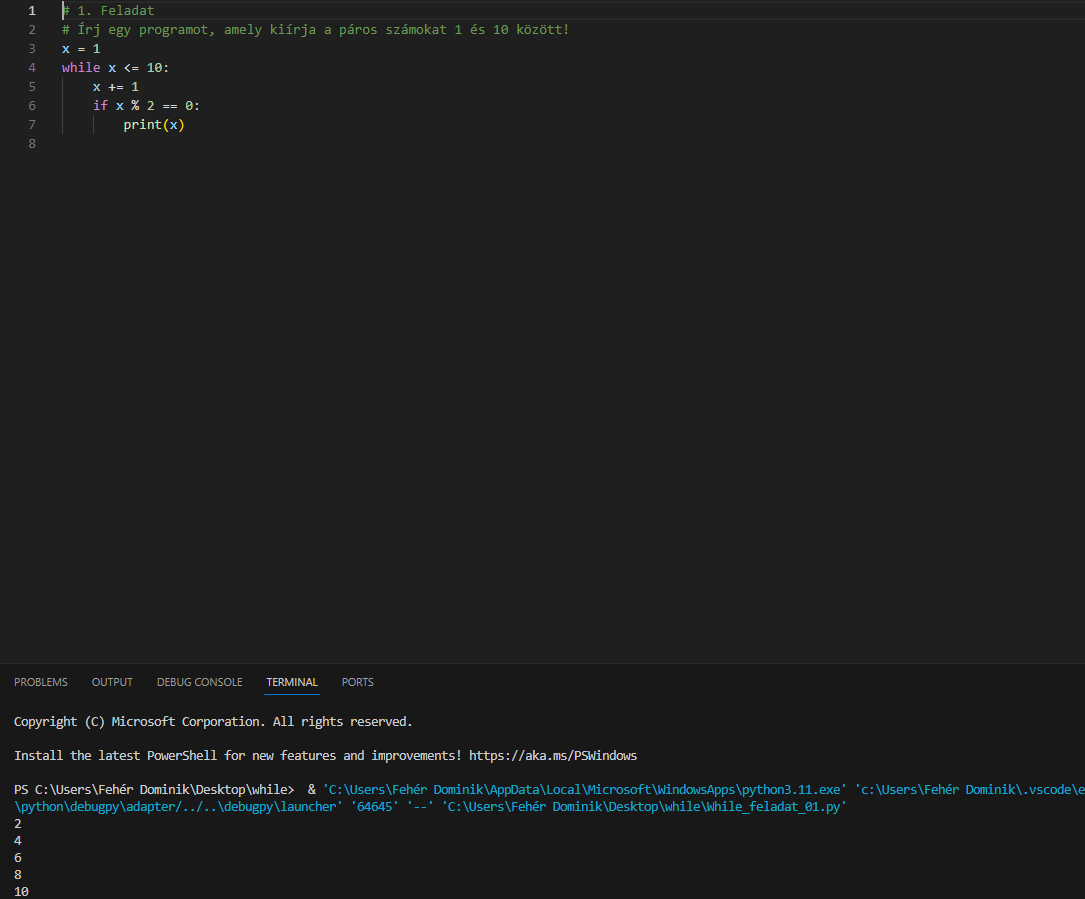 1 # 1. Feladat
2 # Írj egy programot, amely kiírja a páros számokat 1 és 10 között!
3 x = 1
4 while x <= 10:
5     x += 1
6     if x % 2 == 0:
7         print(x)
8
PROBLEMS OUTPUT DEBUG CONSOLE TERMINAL PORTS
Copyright (C) Microsoft Corporation. All rights reserved.
Install the latest PowerShell for new features and improvements! https://aka.ms/PSWindows
PS C:\Users\Fehér Dominik\Desktop\while>  & 'C:\Users\Fehér Dominik\AppData\Local\Microsoft\WindowsApps\python3.11.exe' 'c:\Users\Fehér Dominik\.vscode\e
\python\debugpy\adapter/../..\debugpy\launcher' '64645' '--' 'C:\Users\Fehér Dominik\Desktop\while\While_feladat_01.py'
2
4
6
8
10